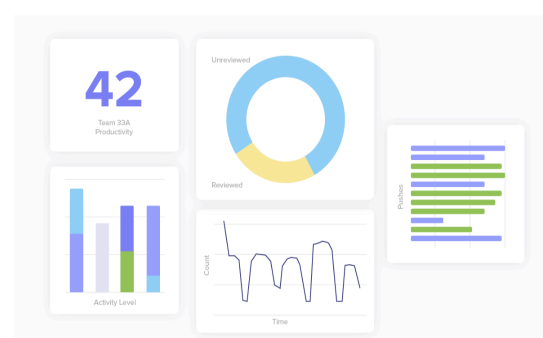 42
Team 33A
Productivity
Unreviewed
Reviewed
Activity Level
Count
Time
Pushes